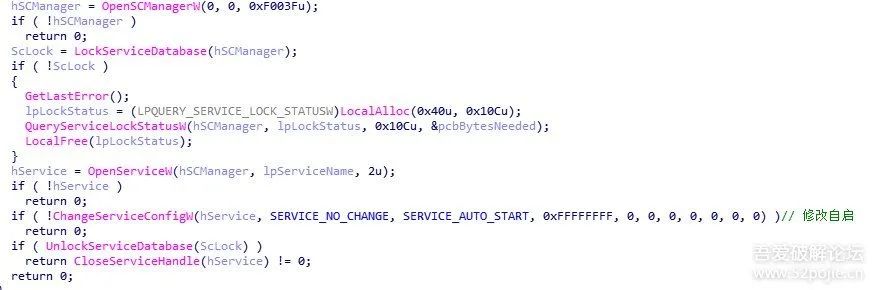 hSCManager = OpenSCManagerW(0, 0, 0xF003Fu);
if ( !hSCManager )
  return 0;
ScLock = LockServiceDatabase(hSCManager);
if ( !ScLock )
{
  GetLastError();
  lpLockStatus = (LPQUERY_SERVICE_LOCK_STATUSW)LocalAlloc(0x40u, 0x10Cu);
  QueryServiceLockStatusW(hSCManager, lpLockStatus, 0x10Cu, &pcbBytesNeeded);
  LocalFree(lpLockStatus);
}
hService = OpenServiceW(hSCManager, lpServiceName, 2u);
if ( !hService )
  return 0;
if ( !ChangeServiceConfigW(hService, SERVICE_NO_CHANGE, SERVICE_AUTO_START, 0xFFFFFFFF, 0, 0, 0, 0, 0, 0, 0) )// 修改自启
  return 0;
if ( UnlockServiceDatabase(ScLock) )
  return CloseServiceHandle(hService) != 0;
return 0;
吾爱破解论坛
www.52pojie.cn